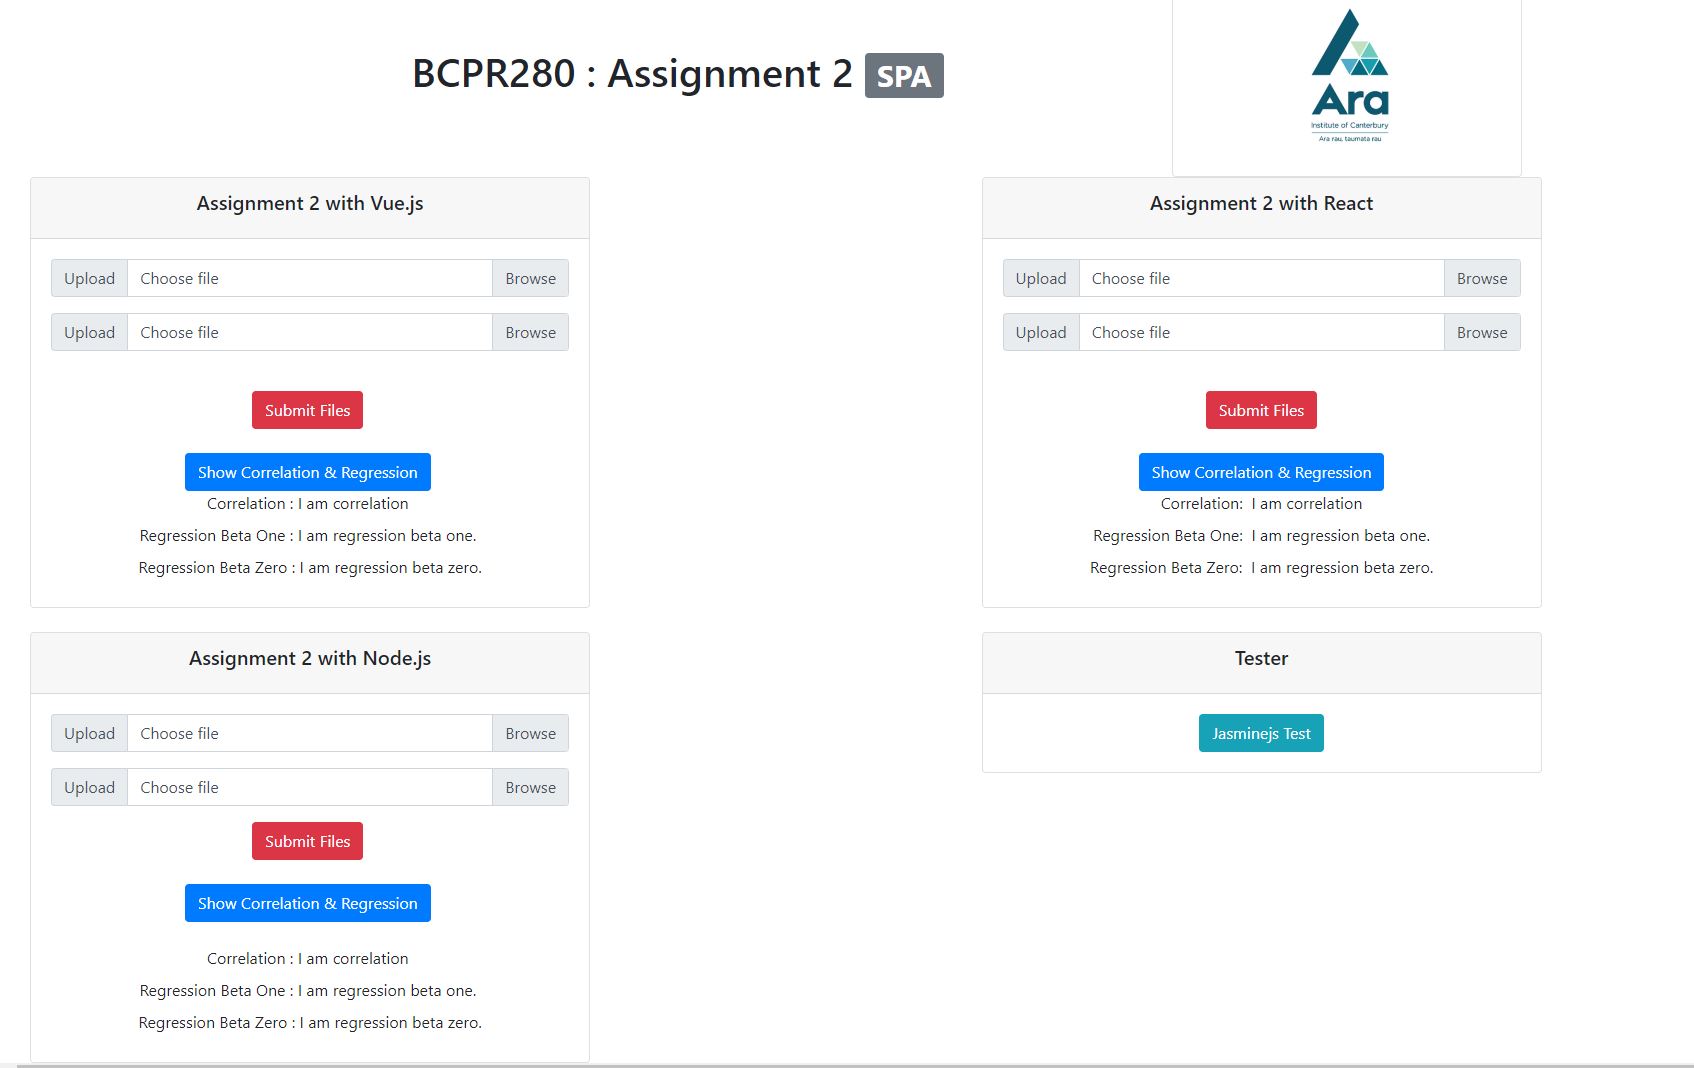 BCPR280 : Assignment 2 SPA
Ara
Institute of Canterbury
Ara rau, taumata rau
Assignment 2 with Vue.js
Upload Choose file Browse
Upload Choose file Browse
Submit Files
Show Correlation & Regression
Correlation : I am correlation
Regression Beta One : I am regression beta one.
Regression Beta Zero : I am regression beta zero.
Assignment 2 with React
Upload Choose file Browse
Upload Choose file Browse
Submit Files
Show Correlation & Regression
Correlation: I am correlation
Regression Beta One: I am regression beta one.
Regression Beta Zero: I am regression beta zero.
Assignment 2 with Node.js
Upload Choose file Browse
Upload Choose file Browse
Submit Files
Show Correlation & Regression
Correlation : I am correlation
Regression Beta One : I am regression beta one.
Regression Beta Zero : I am regression beta zero.
Tester
Jasminejs Test